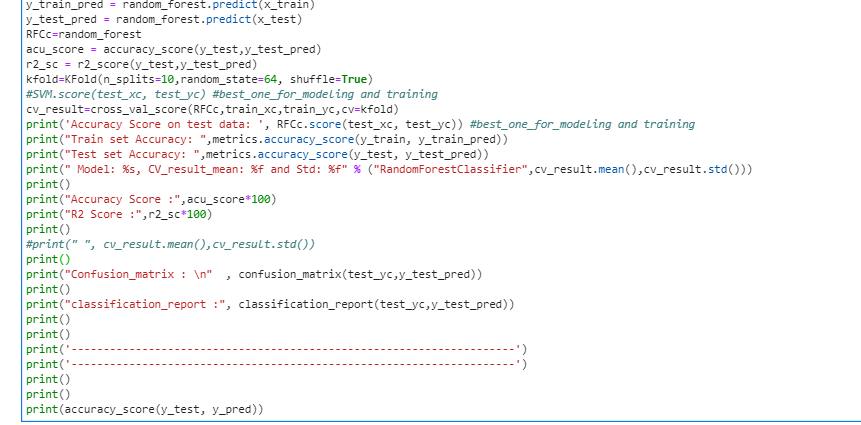 y_train_pred = random_forest.predict(x_train)
y_test_pred = random_forest.predict(x_test)
RFCc=random_forest
acu_score = accuracy_score(y_test,y_test_pred)
r2_sc = r2_score(y_test,y_test_pred)
kfold=KFold(n_splits=10,random_state=64, shuffle=True)
#SVM.score(test_xc, test_yc) #best_one_for_modeling and training
cv_result=cross_val_score(RFCc,train_xc,train_yc,cv=kfold)
print('Accuracy Score on test data: ', RFCc.score(test_xc, test_yc)) #best_one_for_modeling and training
print("Train set Accuracy: ",metrics.accuracy_score(y_train, y_train_pred))
print("Test set Accuracy: ",metrics.accuracy_score(y_test, y_test_pred))
print(" Model: %s, CV_result_mean: %f and Std: %f" % ("RandomForestClassifier",cv_result.mean(),cv_result.std()))
print()
print("Accuracy Score :",acu_score*100)
print("R2 Score :",r2_sc*100)
print()
#print(" ", cv_result.mean(),cv_result.std())
print()
print("Confusion_matrix : \n"  , confusion_matrix(test_yc,y_test_pred))
print()
print("classification_report :", classification_report(test_yc,y_test_pred))
print()
print()
print('---------------------------------------------------------------------')
print('---------------------------------------------------------------------')
print()
print()
print(accuracy_score(y_test, y_pred))